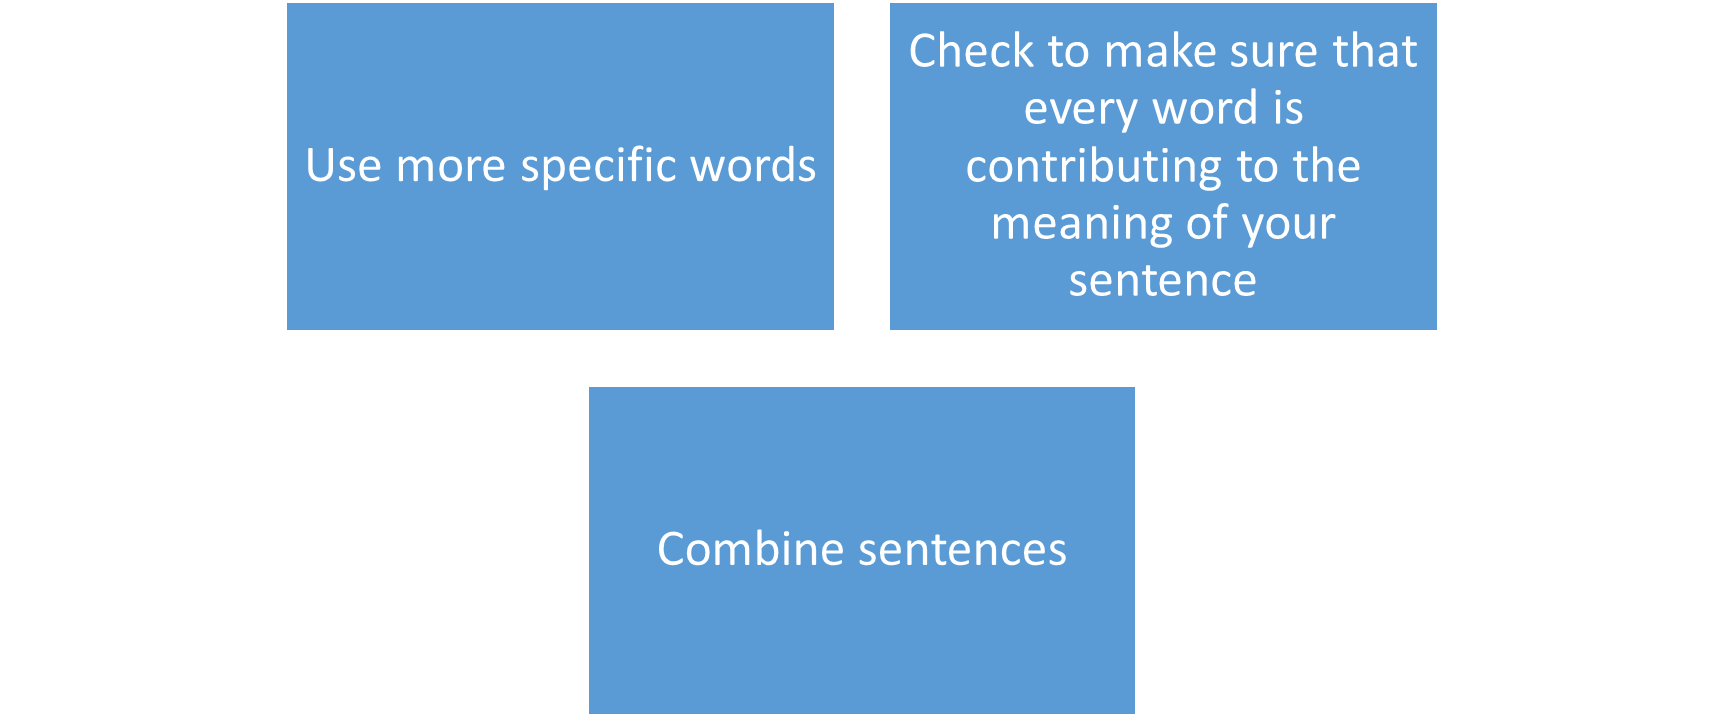 Use more specific words
Check to make sure that
every word is
contributing to the
meaning of your
sentence
Combine sentences